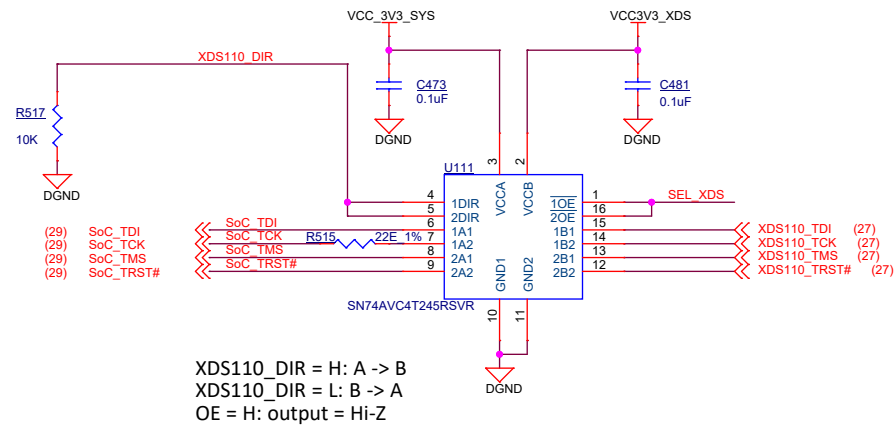 VCC_3V3_SYS
VCC3V3_XDS
XDS110_DIR
C473
0.1uF
C481
0.1uF
R517
10K
DGND
DGND
DGND
U111
3
2
VCCA
VCCB
4
1DIR
5
2DIR
6
1A1
7
1A2
8
2A1
9
2A2
1OE
1
2OE
16
1B1
15
1B2
14
2B1
13
2B2
12
SEL_XDS
(29) SoC_TDI
SoC_TDI
(29) SoC_TCK
SoC_TCK
R515
22E_1%
(29) SoC_TMS
SoC_TMS
(29) SoC_TRST#
SoC_TRST#
XDS110_TDI (27)
XDS110_TCK (27)
XDS110_TMS (27)
XDS110_TRST# (27)
GND1
GND2
SN74AVC4T245RSVR
10
11
DGND
XDS110_DIR = H: A -> B
XDS110_DIR = L: B -> A
OE = H: output = Hi-Z